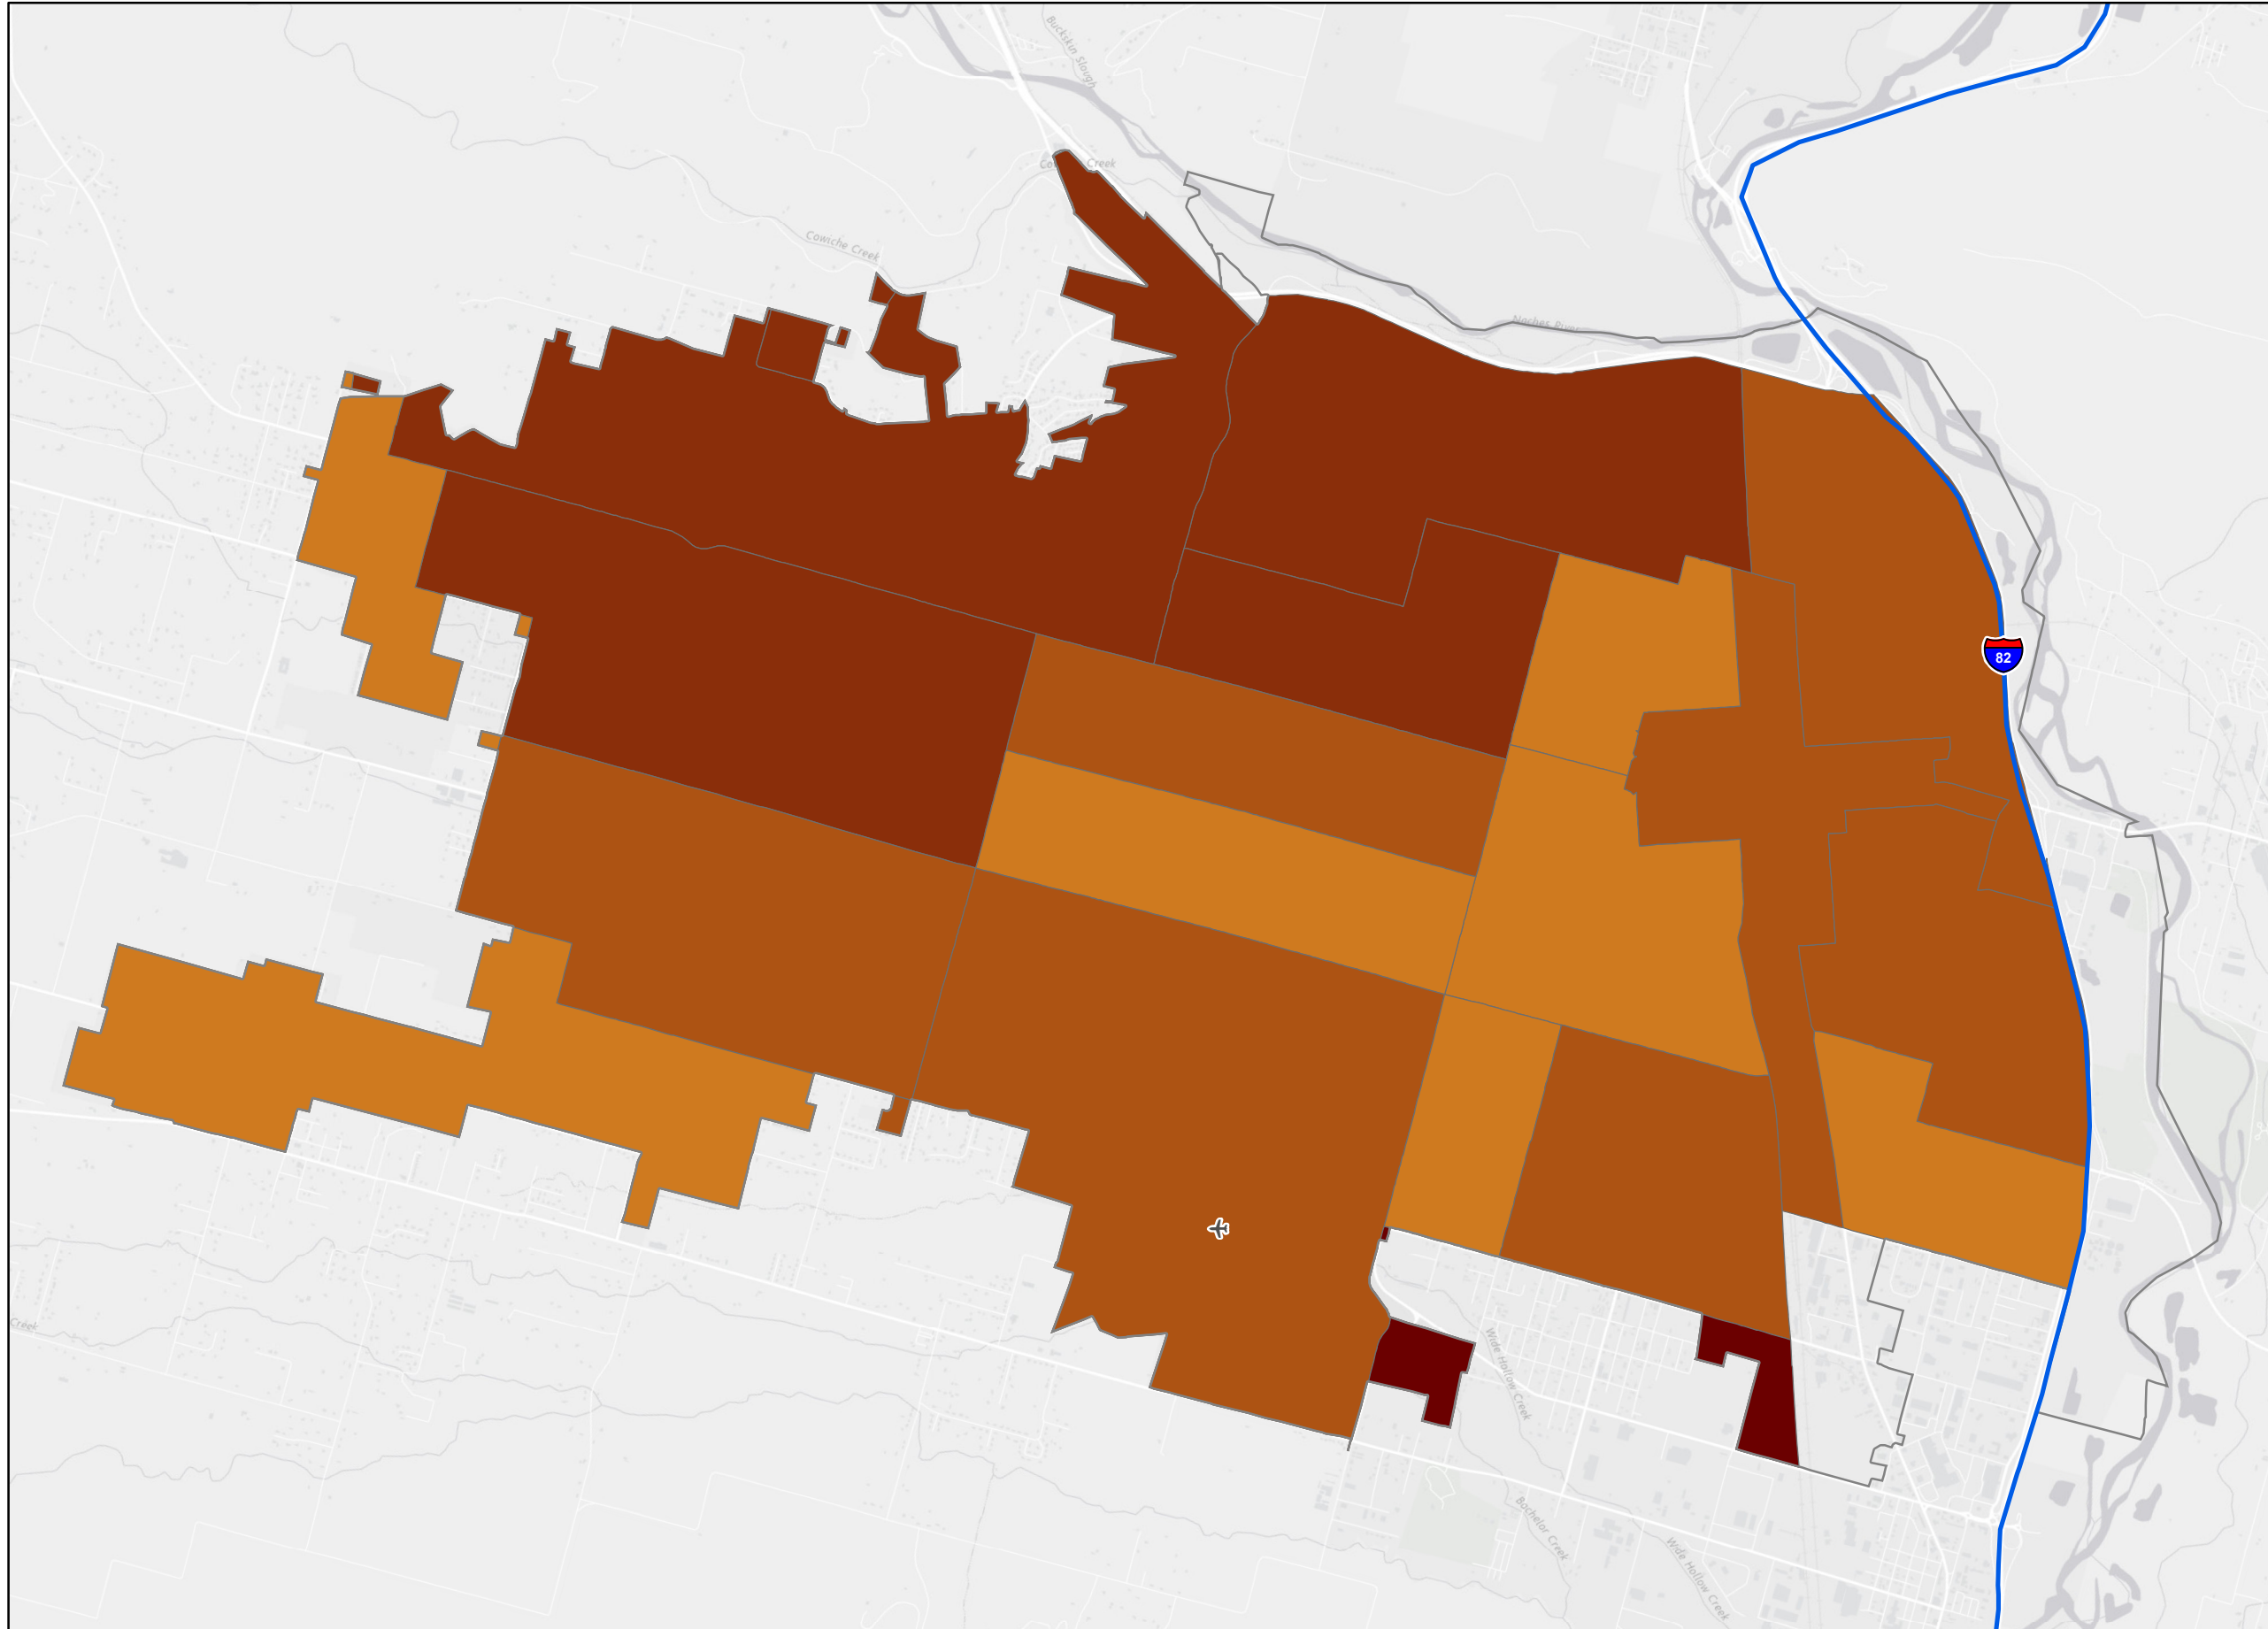 Buckskin Slough
Cowiche Creek
Cowiche Creek
Naches River
82
Creek
Wide Hollow Creek
Bachelor Creek
Wide Hollow Creek